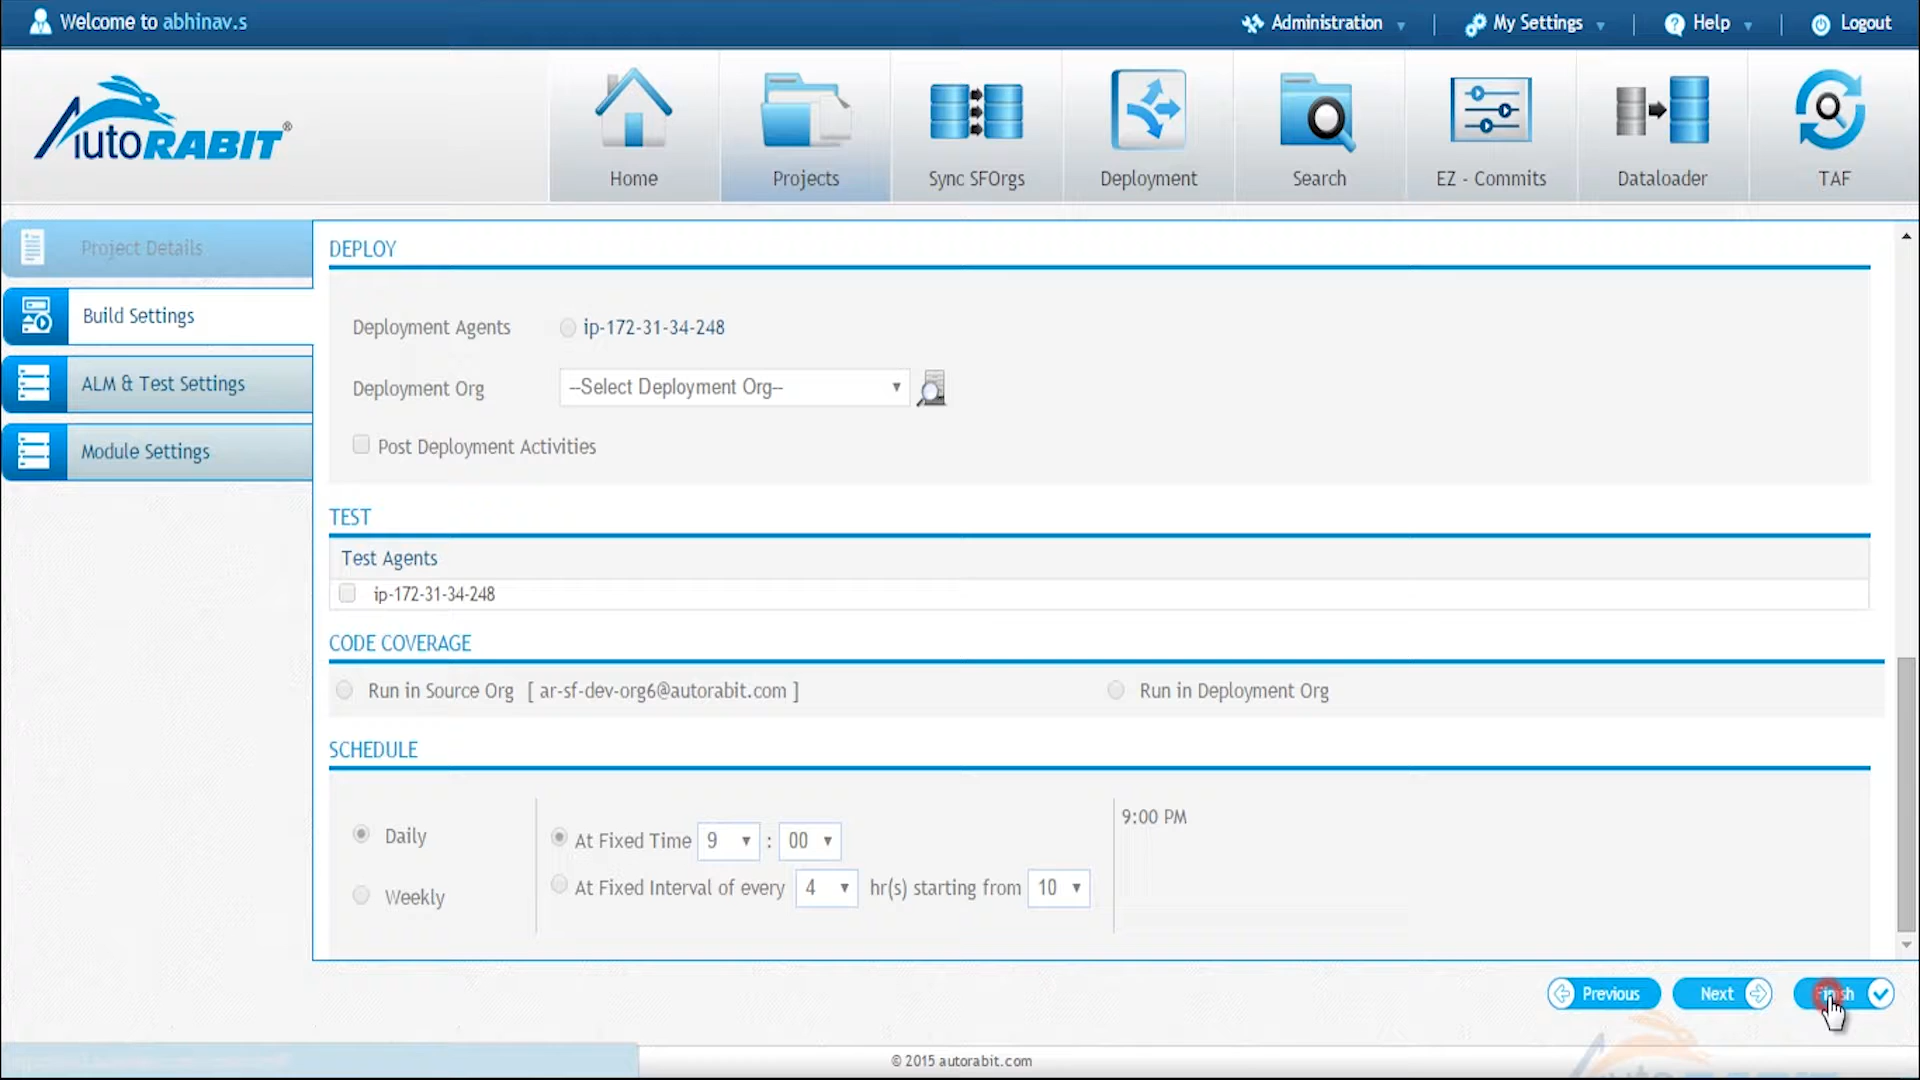 Welcome to abhinav.s
Administration
My Settings
Help
Logout
AutoRABIT®
Home
Projects
Sync SFOrgs
Deployment
Search
EZ - Commits
Dataloader
TAF
Project Details
Build Settings
ALM & Test Settings
Module Settings
DEPLOY
Deployment Agents
ip-172-31-34-248
Deployment Org
--Select Deployment Org--
Post Deployment Activities
TEST
Test Agents
ip-172-31-34-248
CODE COVERAGE
Run in Source Org [ ar-sf-dev-org6@autorabit.com ]
Run in Deployment Org
SCHEDULE
Daily
Weekly
At Fixed Time 9 : 00
At Fixed Interval of every 4 hr(s) starting from 10
9:00 PM
Previous
Next
Finish
© 2015 autorabit.com